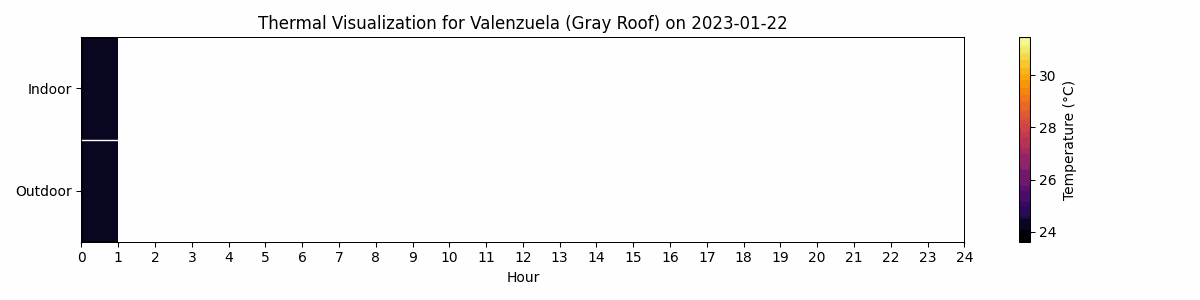 Thermal Visualization for Valenzuela (Gray Roof) on 2023-01-22
Indoor
Outdoor
0 1 2 3 4 5 6 7 8 9 10 11 12 13 14 15 16 17 18 19 20 21 22 23 24
Hour
30
28
26
24
Temperature (°C)